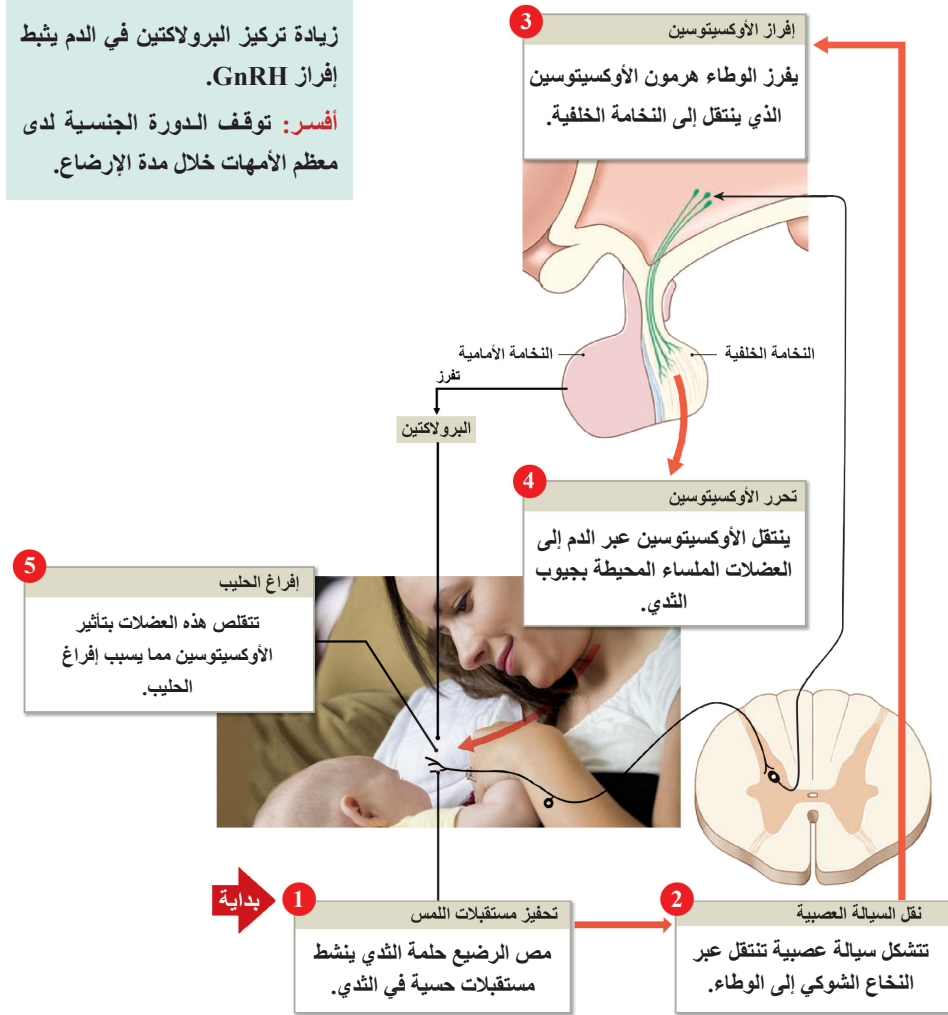 زيادة تركيز البرولاكتين في الدم يثبط
إفراز GnRH.
أفسر: توقف الدورة الجنسية لدى
معظم الأمهات خلال مدة الإرضاع.
3
إفراز الأوكسيتوسين
يفرز الوطاء هرمون الأوكسيتوسين
الذي ينتقل إلى النخامة الخلفية.
النخامة الخلفية
النخامة الأمامية
تفرز
البرولاكتين
4
تحرر الأوكسيتوسين
ينتقل الأوكسيتوسين عبر الدم إلى
العضلات الملساء المحيطة بجيوب
الثدي.
5
إفراغ الحليب
تتقلص هذه العضلات بتأثير
الأوكسيتوسين مما يسبب إفراغ
الحليب.
بداية
1
تحفيز مستقبلات اللمس
مص الرضيع حلمة الثدي ينشط
مستقبلات حسية في الثدي.
2
نقل السيالة العصبية
تتشكل سيالة عصبية تنتقل عبر
النخاع الشوكي إلى الوطاء.